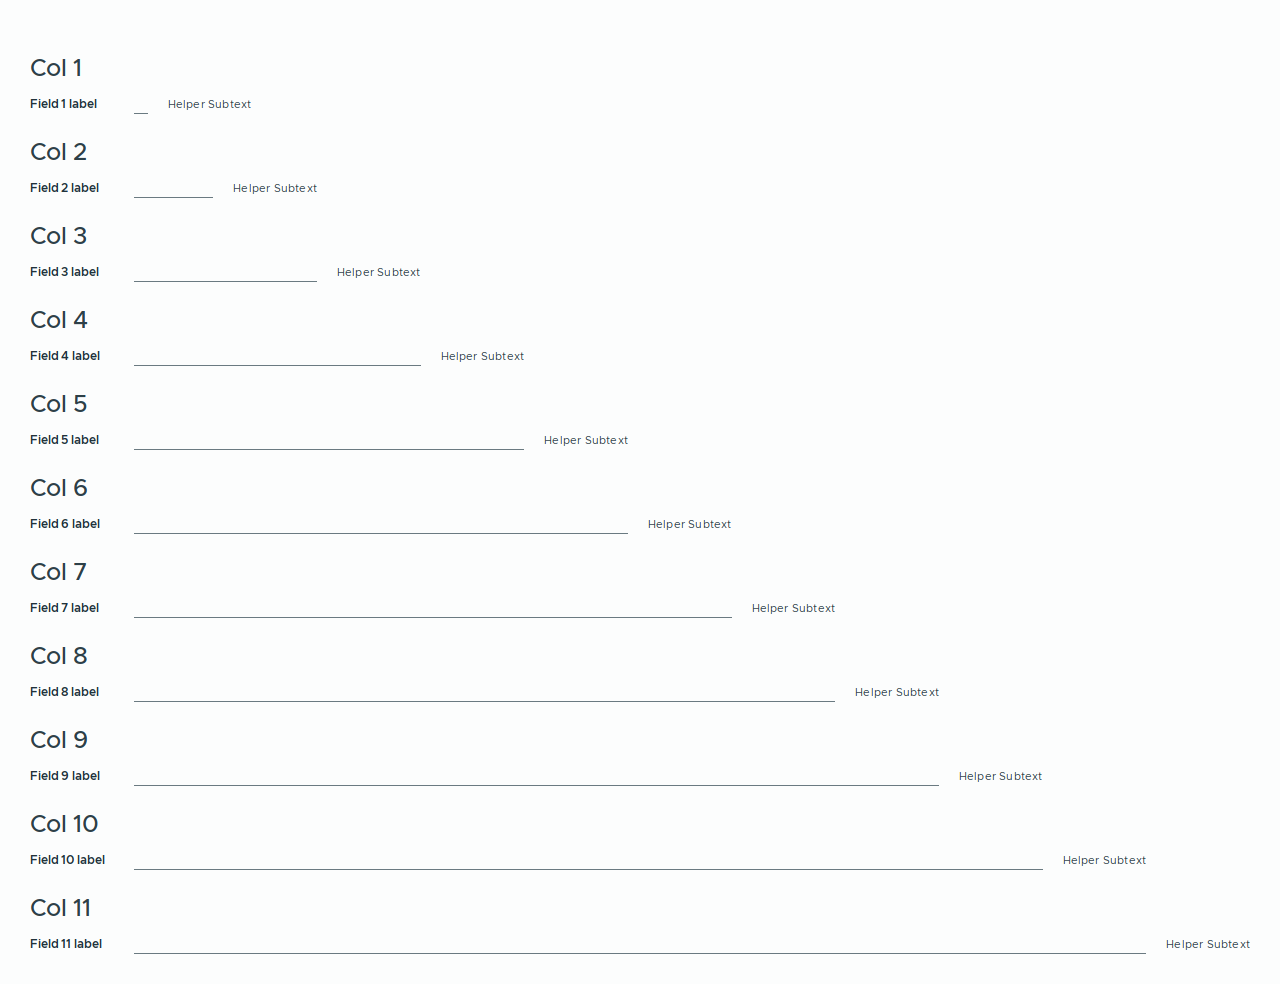 Col 1
Field 1 label Helper Subtext
Col 2
Field 2 label Helper Subtext
Col 3
Field 3 label Helper Subtext
Col 4
Field 4 label Helper Subtext
Col 5
Field 5 label Helper Subtext
Col 6
Field 6 label Helper Subtext
Col 7
Field 7 label Helper Subtext
Col 8
Field 8 label Helper Subtext
Col 9
Field 9 label Helper Subtext
Col 10
Field 10 label Helper Subtext
Col 11
Field 11 label Helper Subtext